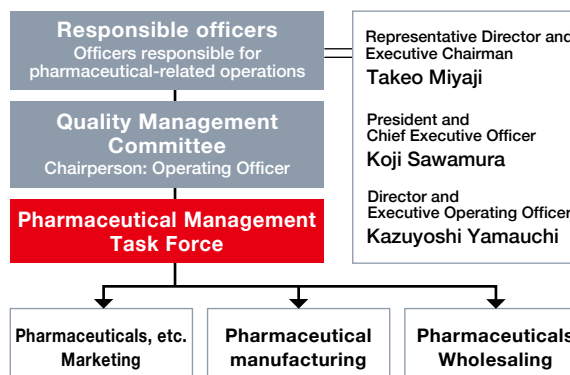 Responsible officers
Officers responsible for
pharmaceutical-related operations
Representative Director and
Executive Chairman
Takeo Miyaji
President and
Chief Executive Officer
Koji Sawamura
Director and
Executive Operating Officer
Kazuyoshi Yamauchi
Quality Management
Committee
Chairperson: Operating Officer
Pharmaceutical Management
Task Force
Pharmaceuticals, etc.
Marketing
Pharmaceutical
manufacturing
Pharmaceuticals
Wholesaling